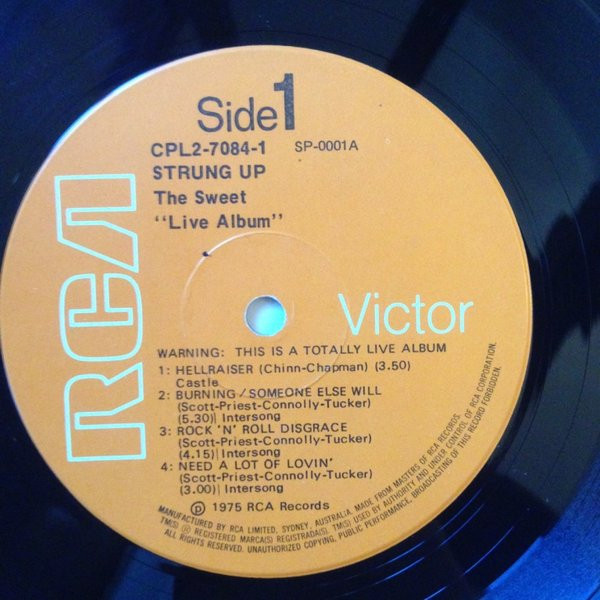 Side 1
CPL2-7084-1 SP-0001A
STRUNG UP
The Sweet
"Live Album"
RCA
Victor
WARNING: THIS IS A TOTALLY LIVE ALBUM
1: HELLRAISER (Chinn-Chapman) (3.50)
Castle
2: BURNING/SOMEONE ELSE WILL
(Scott-Priest-Connolly-Tucker)
(5.30) Intersong
3: ROCK 'N' ROLL DISGRACE
(Scott-Priest-Connolly-Tucker)
(4.15) Intersong
4: NEED A LOT OF LOVIN'
(Scott-Priest-Connolly-Tucker)
(3.00) Intersong
℗ 1975 RCA Records
MANUFACTURED BY RCA LIMITED, SYDNEY, AUSTRALIA. MADE FROM MASTERS OF RCA RECORDS.
TM(S) ® REGISTERED MARCA(S) REGISTRADA(S). TM(S) USED BY AUTHORITY AND UNDER CONTROL OF RCA CORPORATION.
ALL RIGHTS RESERVED. UNAUTHORIZED COPYING, PUBLIC PERFORMANCE, BROADCASTING OF THIS RECORD FORBIDDEN.